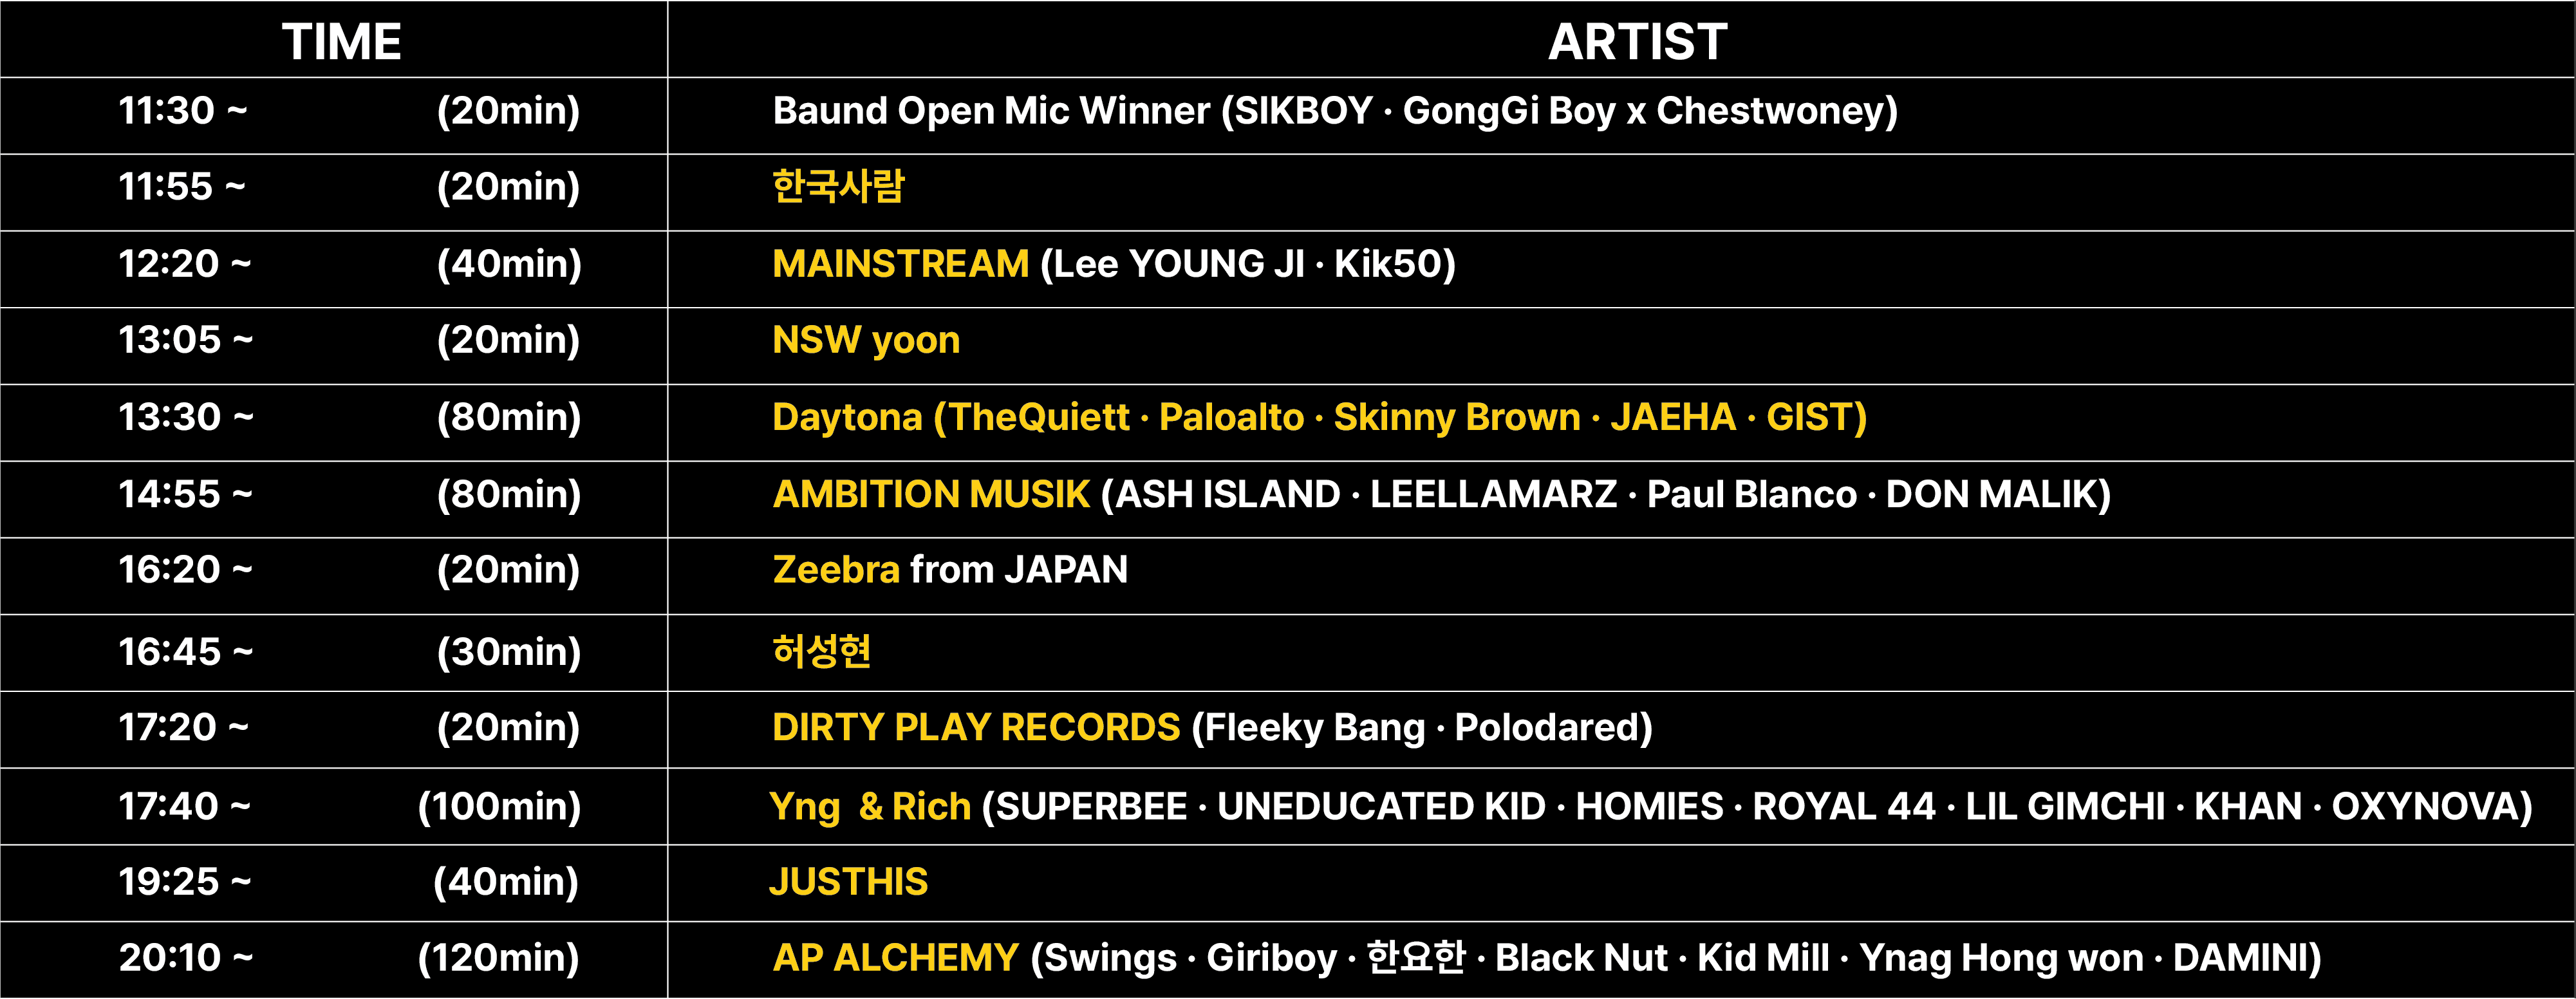 TIME ARTIST
11:30 ~ (20min) Baund Open Mic Winner (SIKBOY · GongGi Boy x Chestwoney)
11:55 ~ (20min) 한국사람
12:20 ~ (40min) MAINSTREAM (Lee YOUNG JI · Kik50)
13:05 ~ (20min) NSW yoon
13:30 ~ (80min) Daytona (TheQuiett · Paloalto · Skinny Brown · JAEHA · GIST)
14:55 ~ (80min) AMBITION MUSIK (ASH ISLAND · LEELLAMARZ · Paul Blanco · DON MALIK)
16:20 ~ (20min) Zeebra from JAPAN
16:45 ~ (30min) 허성현
17:20 ~ (20min) DIRTY PLAY RECORDS (Fleeky Bang · Polodared)
17:40 ~ (100min) Yng & Rich (SUPERBEE · UNEDUCATED KID · HOMIES · ROYAL 44 · LIL GIMCHI · KHAN · OXYNOVA)
19:25 ~ (40min) JUSTHIS
20:10 ~ (120min) AP ALCHEMY (Swings · Giriboy · 한요한 · Black Nut · Kid Mill · Ynag Hong won · DAMINI)